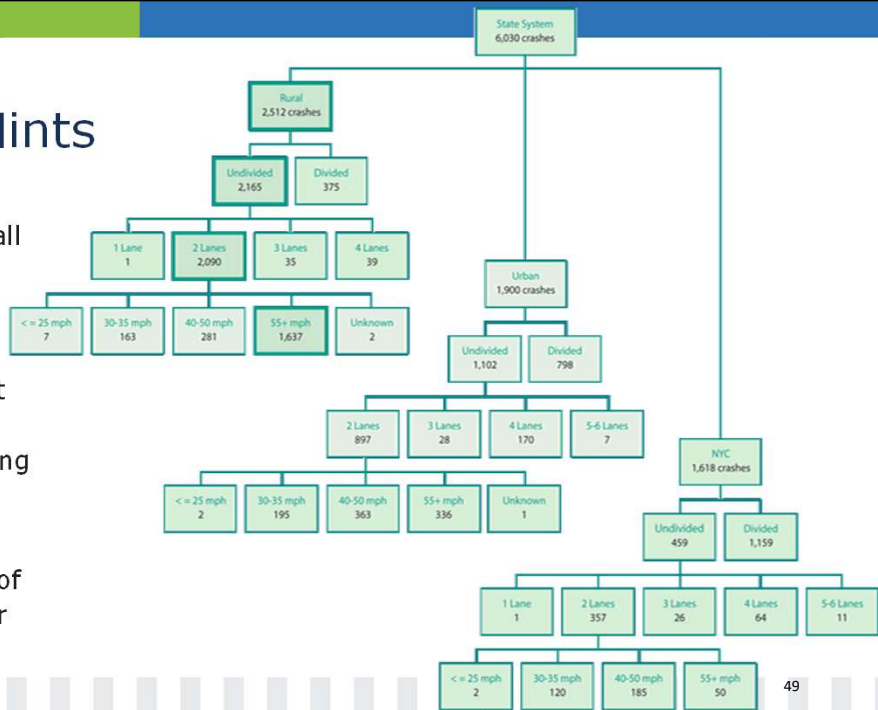 State System
6,030 crashes
Rural
2,512 crashes
Undivided
2,165
Divided
375
1 Lane
1
2 Lanes
2,090
3 Lanes
35
4 Lanes
39
< = 25 mph
7
30-35 mph
163
40-50 mph
281
55+ mph
1,637
Unknown
2
Urban
1,900 crashes
Undivided
1,102
Divided
798
2 Lanes
897
3 Lanes
28
4 Lanes
170
5-6 Lanes
7
< = 25 mph
2
30-35 mph
195
40-50 mph
363
55+ mph
336
Unknown
1
NYC
1,618 crashes
Undivided
459
Divided
1,159
1 Lane
1
2 Lanes
357
3 Lanes
26
4 Lanes
64
5-6 Lanes
11
< = 25 mph
2
30-35 mph
120
40-50 mph
185
55+ mph
50
of
49